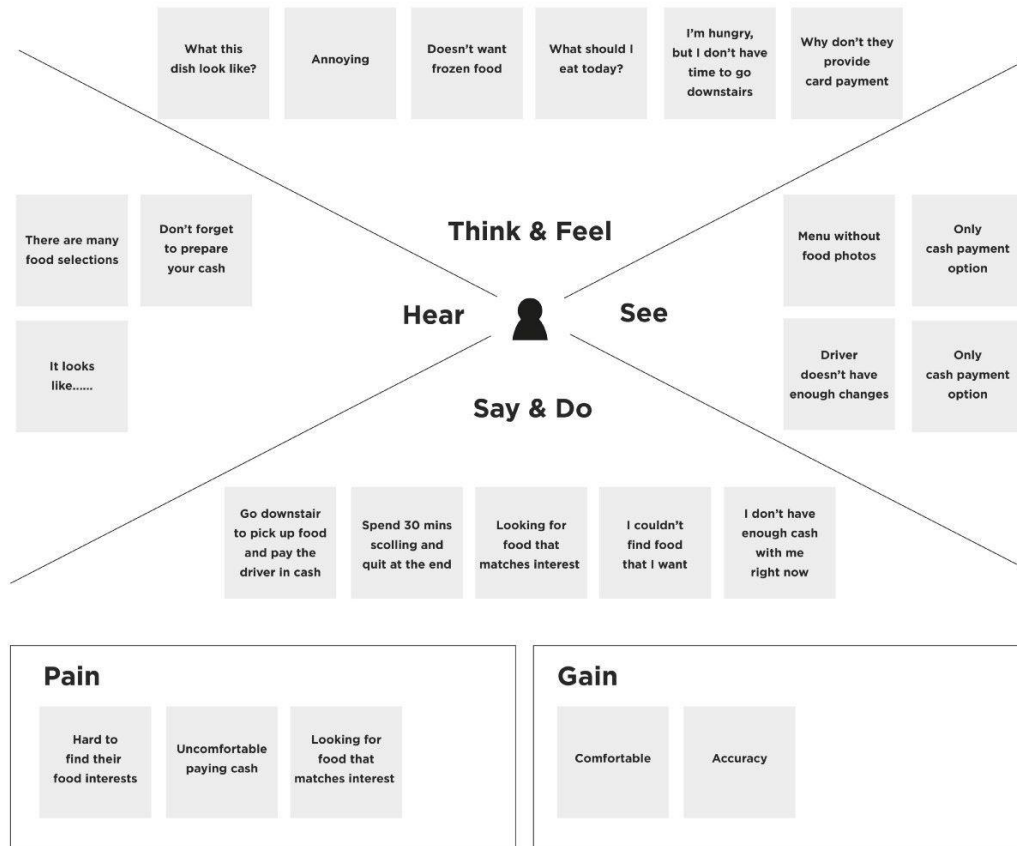 What this
dish look like?
Annoying
Doesn't want
frozen food
What should I
eat today?
I'm hungry,
but I don't have
time to go
downstairs
Why don't they
provide
card payment
Think & Feel
There are many
food selections
Don't forget
to prepare
your cash
It looks
like......
Hear
See
Menu without
food photos
Only
cash payment
option
Driver
doesn't have
enough changes
Only
cash payment
option
Say & Do
Go downstair
to pick up food
and pay the
driver in cash
Spend 30 mins
scolling and
quit at the end
Looking for
food that
matches interest
I couldn't
find food
that I want
I don't have
enough cash
with me
right now
Pain
Hard to
find their
food interests
Uncomfortable
paying cash
Looking for
food that
matches interest
Gain
Comfortable
Accuracy